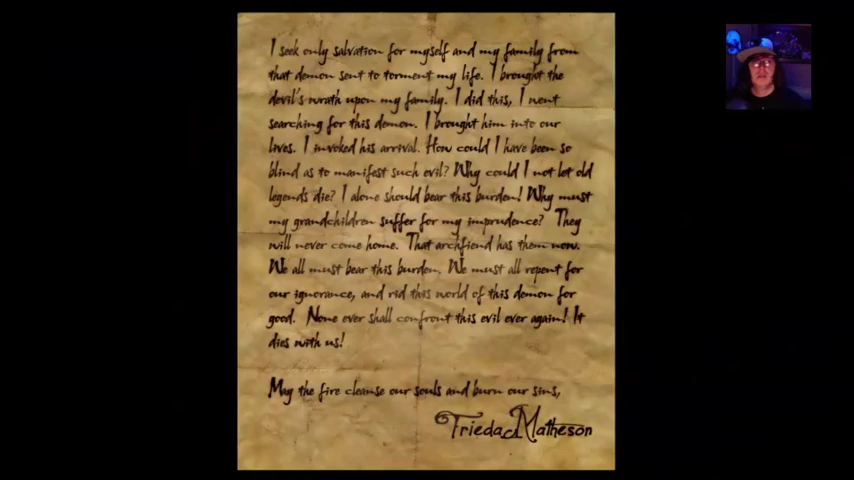 I seek only salvation for myself and my family from
that demon sent to torment my life. I brought the
devil's wrath upon my family. I did this, I went
searching for this demon. I brought him into our
lives. I invoked his arrival. How could I have been so
blind as to manifest such evil? Why could I not let old
legends die? I alone should bear this burden! Why must
my grandchildren suffer for my imprudence? They
will never come home. That archfiend has them now.
We all must bear this burden. We must all repent for
our ignorance, and rid this world of this demon for
good. None ever shall confront this evil ever again! It
dies with us!
May the fire cleanse our souls and burn our sins,
Frieda Matheson